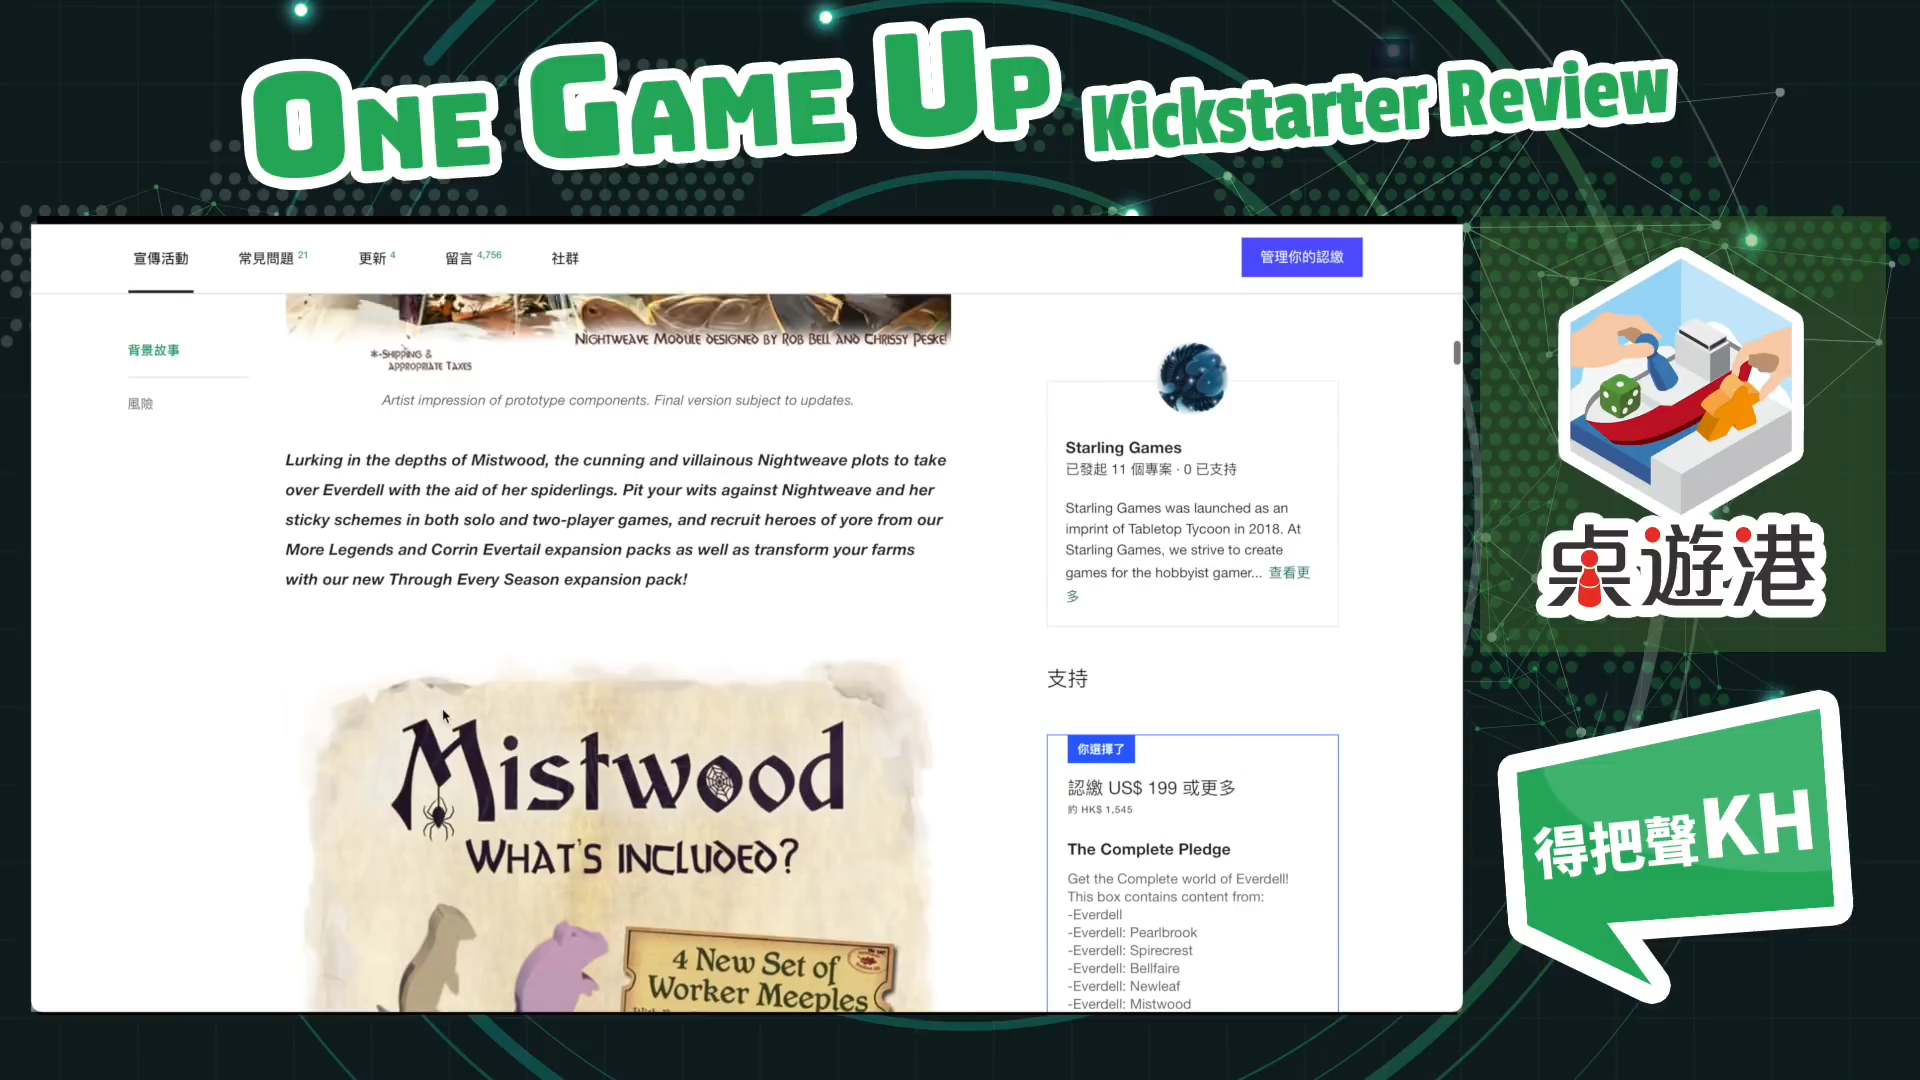 ONE GAME UP Kickstarter Review
宣傳活動
常見問題 21
更新 4
留言 4,756
社群
管理你的認繳
背景故事
風險
NIGHTWEAVE MODULE DESIGNED BY ROB BELL AND CHRISSY PESKE!
*-SHIPPING &
APPROPRIATE TAXES
Artist impression of prototype components. Final version subject to updates.
Lurking in the depths of Mistwood, the cunning and villainous Nightweave plots to take
over Everdell with the aid of her spiderlings. Pit your wits against Nightweave and her
sticky schemes in both solo and two-player games, and recruit heroes of yore from our
More Legends and Corrin Evertail expansion packs as well as transform your farms
with our new Through Every Season expansion pack!
Mistwood
WHAT'S INCLUDED?
4 New Set of
Worker Meeples
Starling Games
已發起 11 個專案 · 0 已支持
Starling Games was launched as an
imprint of Tabletop Tycoon in 2018. At
Starling Games, we strive to create
games for the hobbyist gamer... 查看更
多
支持
你選擇了
認繳 US$ 199 或更多
約 HK$ 1,545
The Complete Pledge
Get the Complete world of Everdell!
This box contains content from:
-Everdell
-Everdell: Pearlbrook
-Everdell: Spirecrest
-Everdell: Bellfaire
-Everdell: Newleaf
-Everdell: Mistwood
桌遊港
得把聲KH